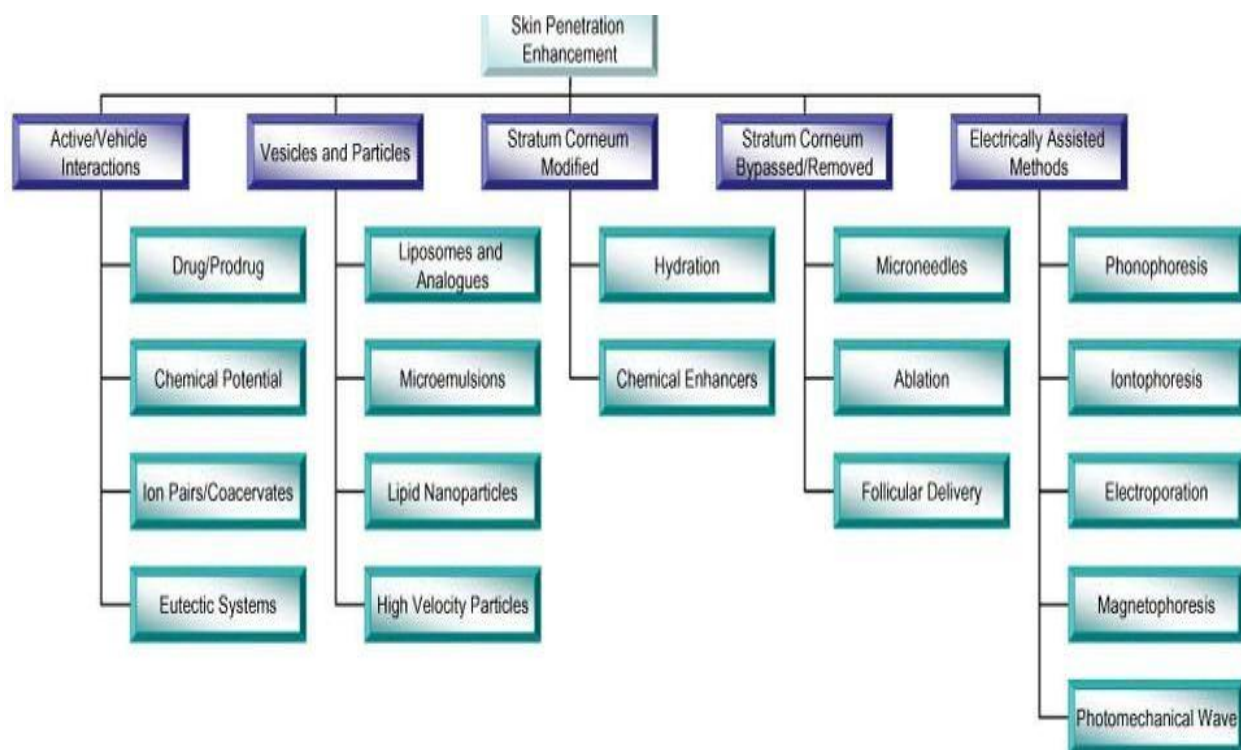 Skin Penetration
Enhancement
Active/Vehicle
Interactions
Vesicles and Particles
Stratum Corneum
Modified
Stratum Corneum
Bypassed/Removed
Electrically Assisted
Methods
Drug/Prodrug
Chemical Potential
Ion Pairs/Coacervates
Eutectic Systems
Liposomes and
Analogues
Microemulsions
Lipid Nanoparticles
High Velocity Particles
Hydration
Chemical Enhancers
Microneedles
Ablation
Follicular Delivery
Phonophoresis
Iontophoresis
Electroporation
Magnetophoresis
Photomechanical Wave